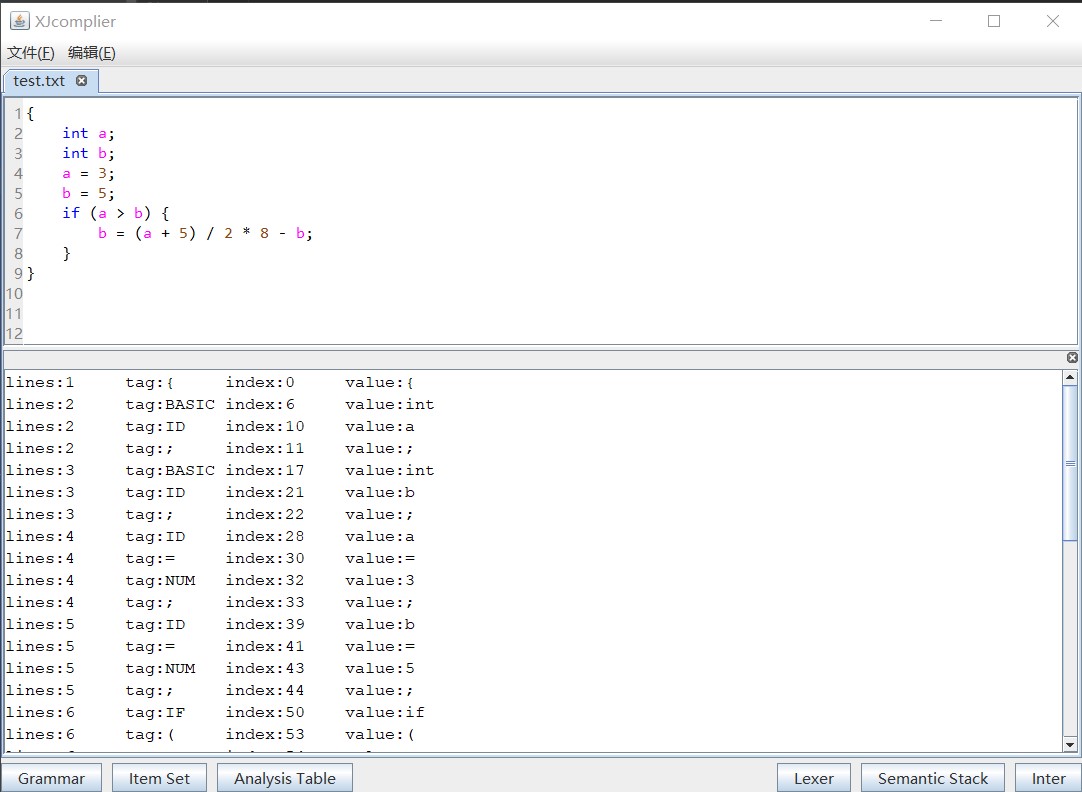 XJcomplier
文件(F) 编辑(E)
test.txt
1 {
2     int a;
3     int b;
4     a = 3;
5     b = 5;
6     if (a > b) {
7         b = (a + 5) / 2 * 8 - b;
8     }
9 }
10
11
12
lines:1 tag:{ index:0 value:{
lines:2 tag:BASIC index:6 value:int
lines:2 tag:ID index:10 value:a
lines:2 tag:; index:11 value:;
lines:3 tag:BASIC index:17 value:int
lines:3 tag:ID index:21 value:b
lines:3 tag:; index:22 value:;
lines:4 tag:ID index:28 value:a
lines:4 tag:= index:30 value:=
lines:4 tag:NUM index:32 value:3
lines:4 tag:; index:33 value:;
lines:5 tag:ID index:39 value:b
lines:5 tag:= index:41 value:=
lines:5 tag:NUM index:43 value:5
lines:5 tag:; index:44 value:;
lines:6 tag:IF index:50 value:if
lines:6 tag:( index:53 value:(
Grammar Item Set Analysis Table Lexer Semantic Stack Inter